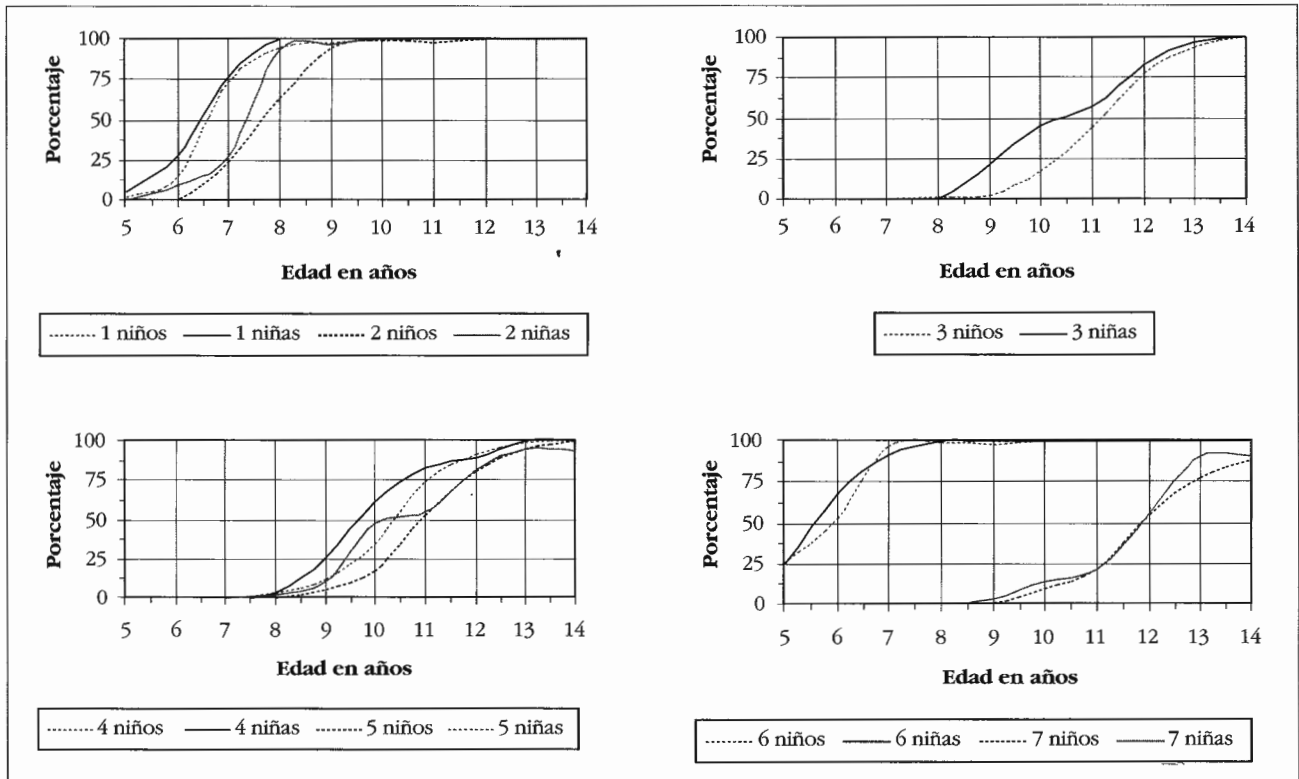 Porcentaje
100
75
50
25
0
5 6 7 8 9 10 11 12 13 14
Edad en años
1 niños 1 niñas 2 niños 2 niñas
Porcentaje
100
75
50
25
0
5 6 7 8 9 10 11 12 13 14
Edad en años
3 niños 3 niñas
Porcentaje
100
75
50
25
0
5 6 7 8 9 10 11 12 13 14
Edad en años
4 niños 4 niñas 5 niños 5 niñas
Porcentaje
100
75
50
25
0
5 6 7 8 9 10 11 12 13 14
Edad en años
6 niños 6 niñas 7 niños 7 niñas